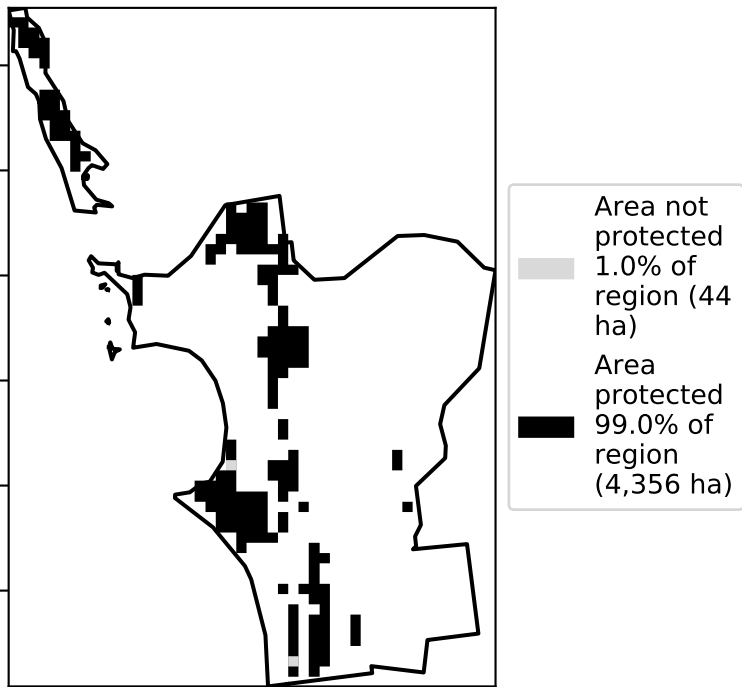 Area not
protected
1.0% of
region (44
ha)
Area
protected
99.0% of
region
(4,356 ha)